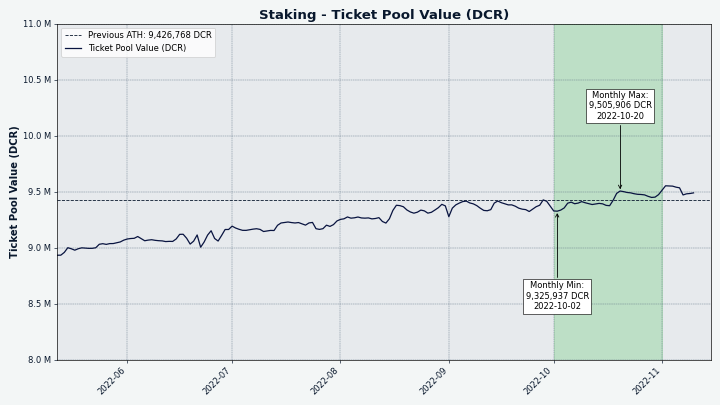 Staking - Ticket Pool Value (DCR)
Ticket Pool Value (DCR)
11.0 M
10.5 M
10.0 M
9.5 M
9.0 M
8.5 M
8.0 M
Previous ATH: 9,426,768 DCR
Ticket Pool Value (DCR)
Monthly Max:
9,505,906 DCR
2022-10-20
Monthly Min:
9,325,937 DCR
2022-10-02
2022-06
2022-07
2022-08
2022-09
2022-10
2022-11